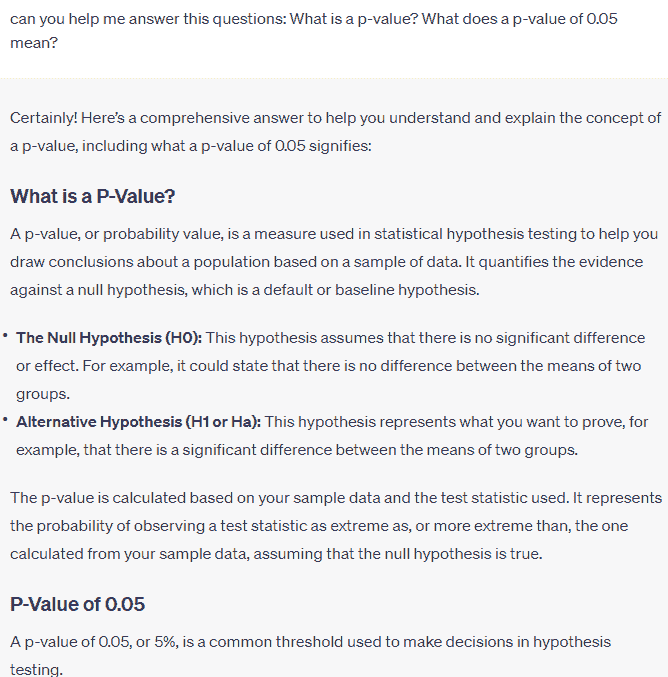 can you help me answer this questions: What is a p-value? What does a p-value of 0.05
mean?
Certainly! Here's a comprehensive answer to help you understand and explain the concept of
a p-value, including what a p-value of 0.05 signifies:
What is a P-Value?
A p-value, or probability value, is a measure used in statistical hypothesis testing to help you
draw conclusions about a population based on a sample of data. It quantifies the evidence
against a null hypothesis, which is a default or baseline hypothesis.
• The Null Hypothesis (H0): This hypothesis assumes that there is no significant difference
or effect. For example, it could state that there is no difference between the means of two
groups.
• Alternative Hypothesis (H1 or Ha): This hypothesis represents what you want to prove, for
example, that there is a significant difference between the means of two groups.
The p-value is calculated based on your sample data and the test statistic used. It represents
the probability of observing a test statistic as extreme as, or more extreme than, the one
calculated from your sample data, assuming that the null hypothesis is true.
P-Value of 0.05
A p-value of 0.05, or 5%, is a common threshold used to make decisions in hypothesis
testing.